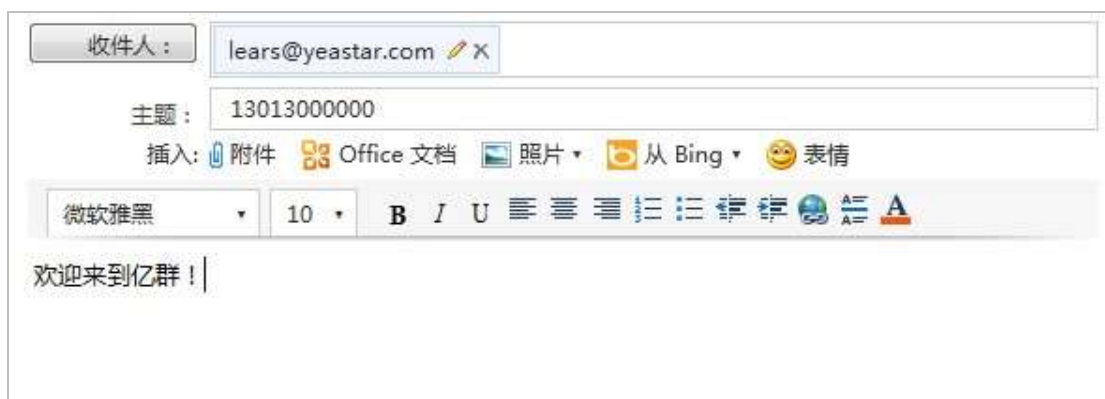 收件人：  lears@yeastar.com
主题：  13013000000
插入: 附件  Office 文档  照片  从 Bing  表情
微软雅黑  10  B  I  U  A
欢迎来到亿群！